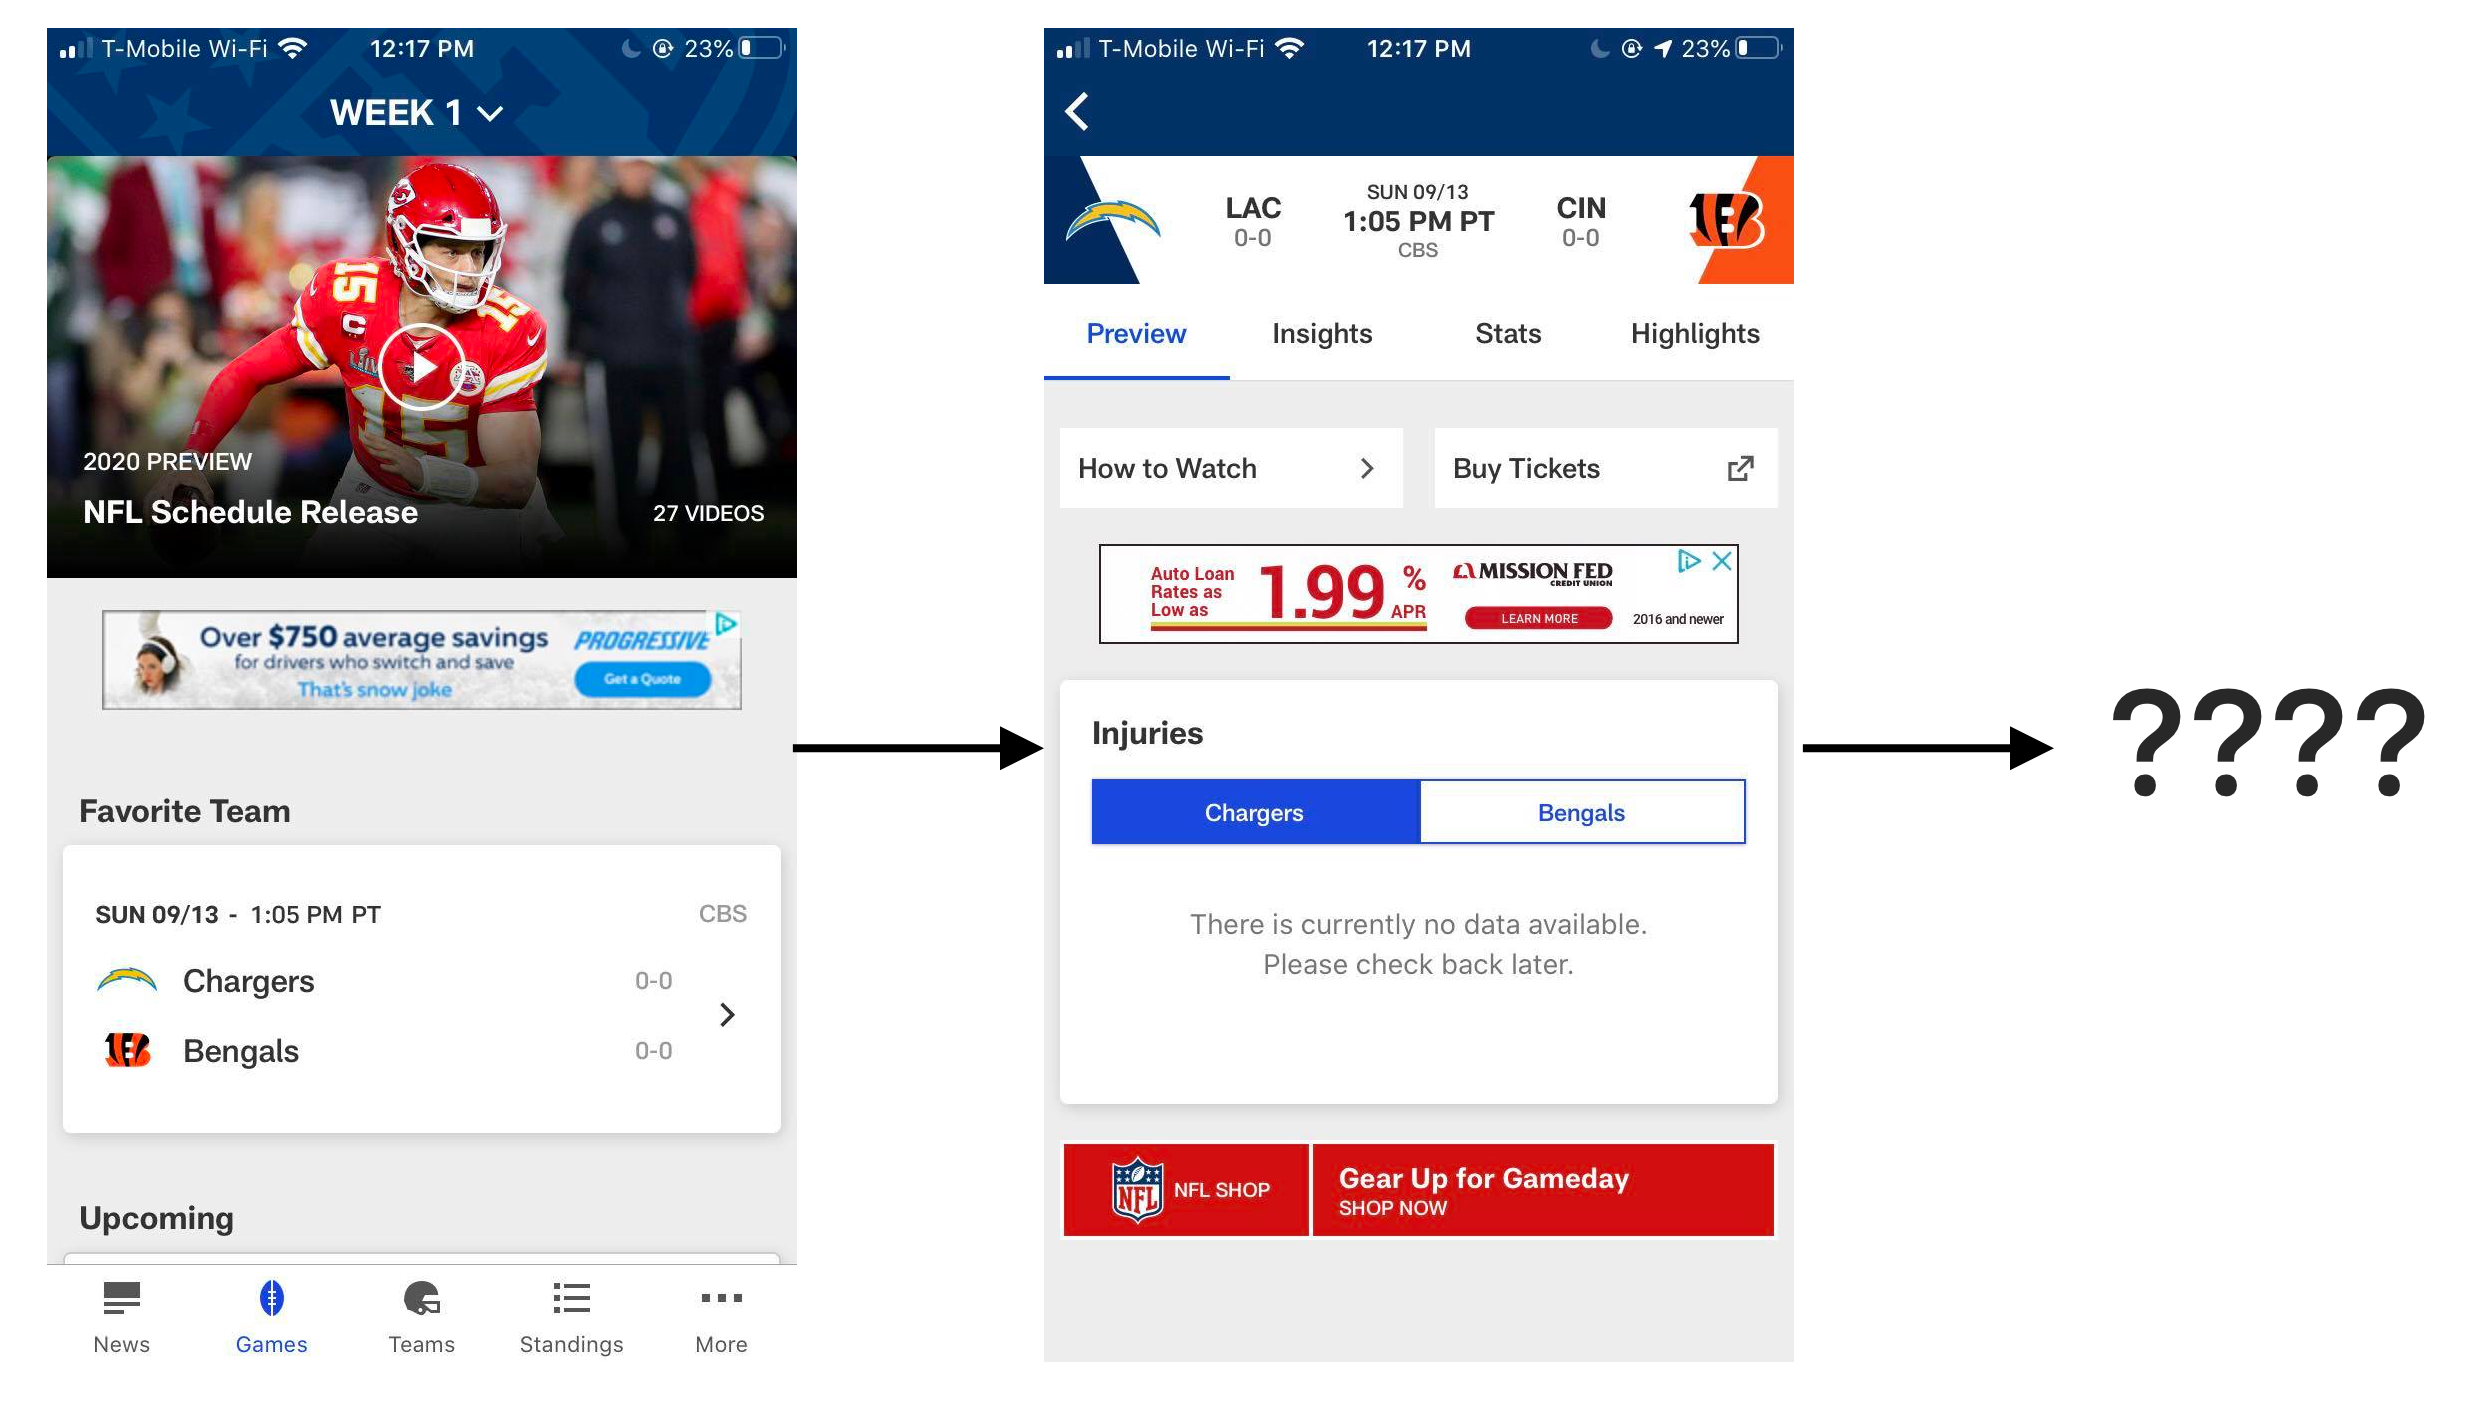 T-Mobile Wi-Fi 12:17 PM 23%
WEEK 1
15
15
C
LIV
15
2020 PREVIEW
NFL Schedule Release
27 VIDEOS
Over $750 average savings
for drivers who switch and save
That's snow joke
PROGRESSIVE
Get a Quote
Favorite Team
SUN 09/13 - 1:05 PM PT CBS
Chargers 0-0
Bengals 0-0
Upcoming
News Games Teams Standings More
T-Mobile Wi-Fi 12:17 PM 23%
LAC
0-0
SUN 09/13
1:05 PM PT
CBS
CIN
0-0
B
Preview Insights Stats Highlights
How to Watch
Buy Tickets
Auto Loan
Rates as
Low as
1.99 %
APR
MISSION FED
CREDIT UNION
LEARN MORE
2016 and newer
Injuries
Chargers Bengals
There is currently no data available.
Please check back later.
NFL
NFL SHOP
Gear Up for Gameday
SHOP NOW
????